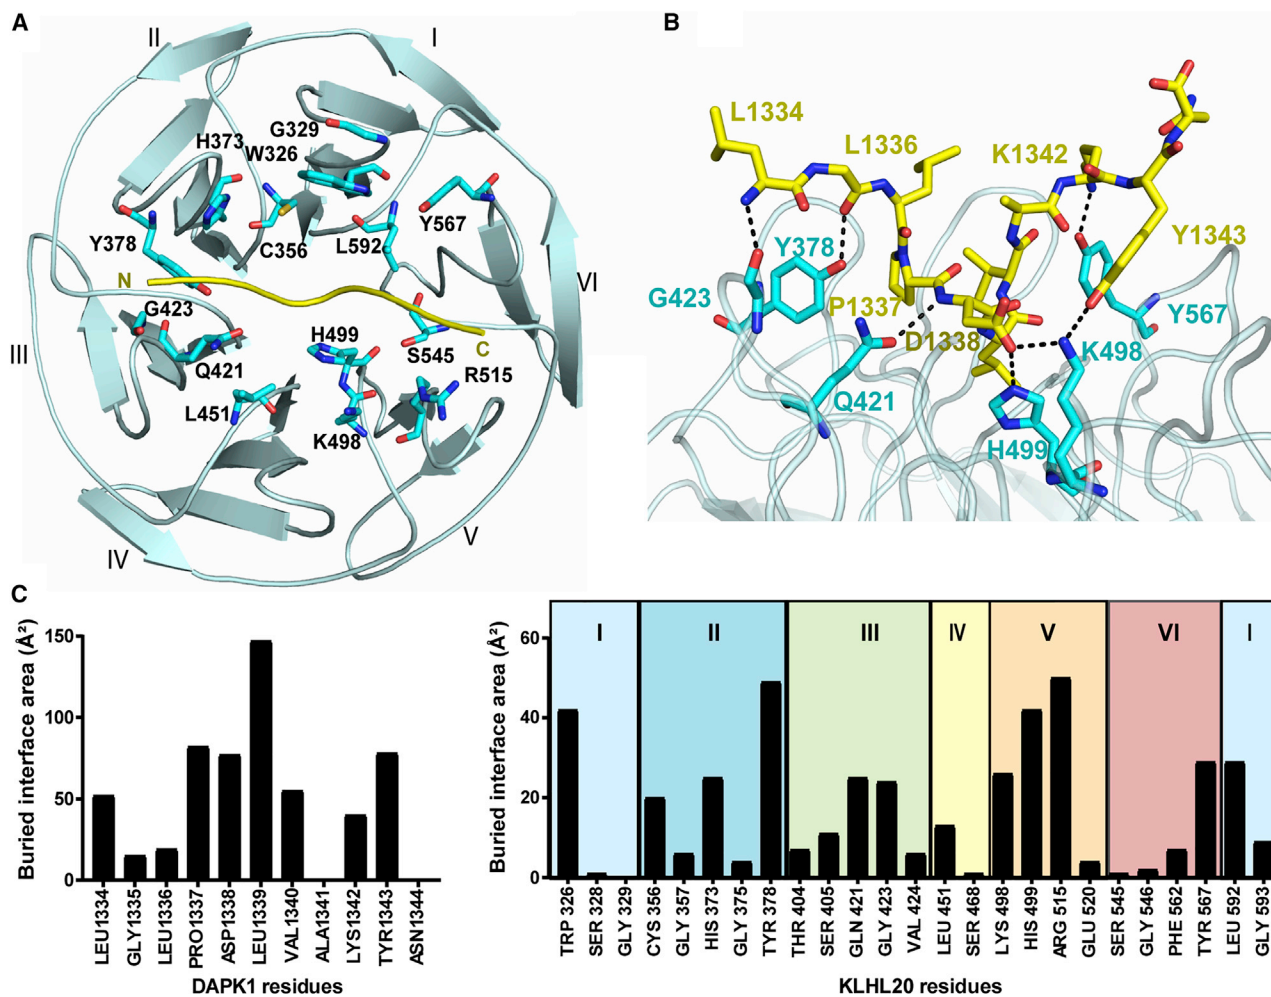 A
II
I
G329
H373
W326
Y567
Y378
C356
L592
N
VI
G423
H499
S545
C
III
Q421
R515
L451
K498
V
IV
B
L1334
L1336
K1342
Y378
Y1343
G423
P1337
Y567
D1338
K498
Q421
H499
C
Buried interface area (Å²)
150
100
50
0
LEU1334
GLY1335
LEU1336
PRO1337
ASP1338
LEU1339
VAL1340
ALA1341
LYS1342
TYR1343
ASN1344
DAPK1 residues
Buried interface area (Å²)
60
40
20
0
I II III IV V VI I
TRP 326
SER 328
GLY 329
CYS 356
GLY 357
HIS 373
GLY 375
TYR 378
THR 404
SER 405
GLN 421
GLY 423
VAL 424
LEU 451
SER 468
LYS 498
HIS 499
ARG 515
GLU 520
SER 545
GLY 546
PHE 562
TYR 567
LEU 592
GLY 593
KLHL20 residues